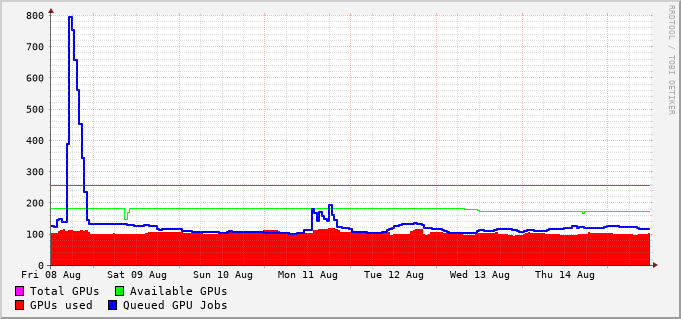 RRDTOOL / TOBI OETIKER
800
700
600
500
400
300
200
100
0
Fri 08 Aug Sat 09 Aug Sun 10 Aug Mon 11 Aug Tue 12 Aug Wed 13 Aug Thu 14 Aug
Total GPUs Available GPUs
GPUs used Queued GPU Jobs